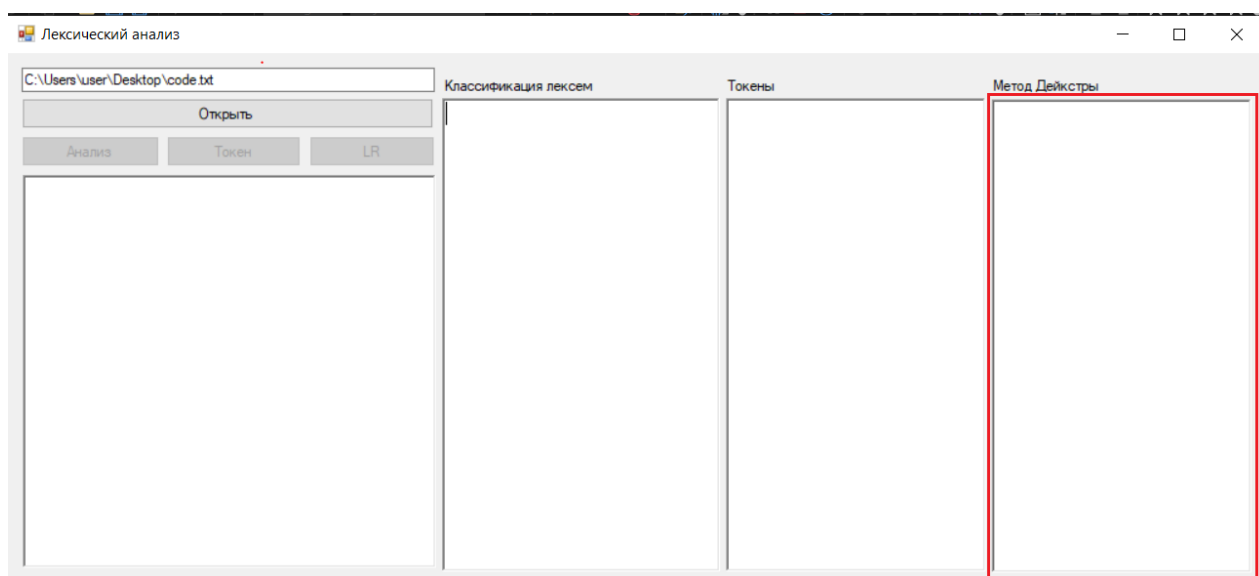 Лексический анализ
C:\Users\user\Desktop\code.txt
Открыть
Анализ Токен LR
Классификация лексем
Токены
Метод Дейкстры